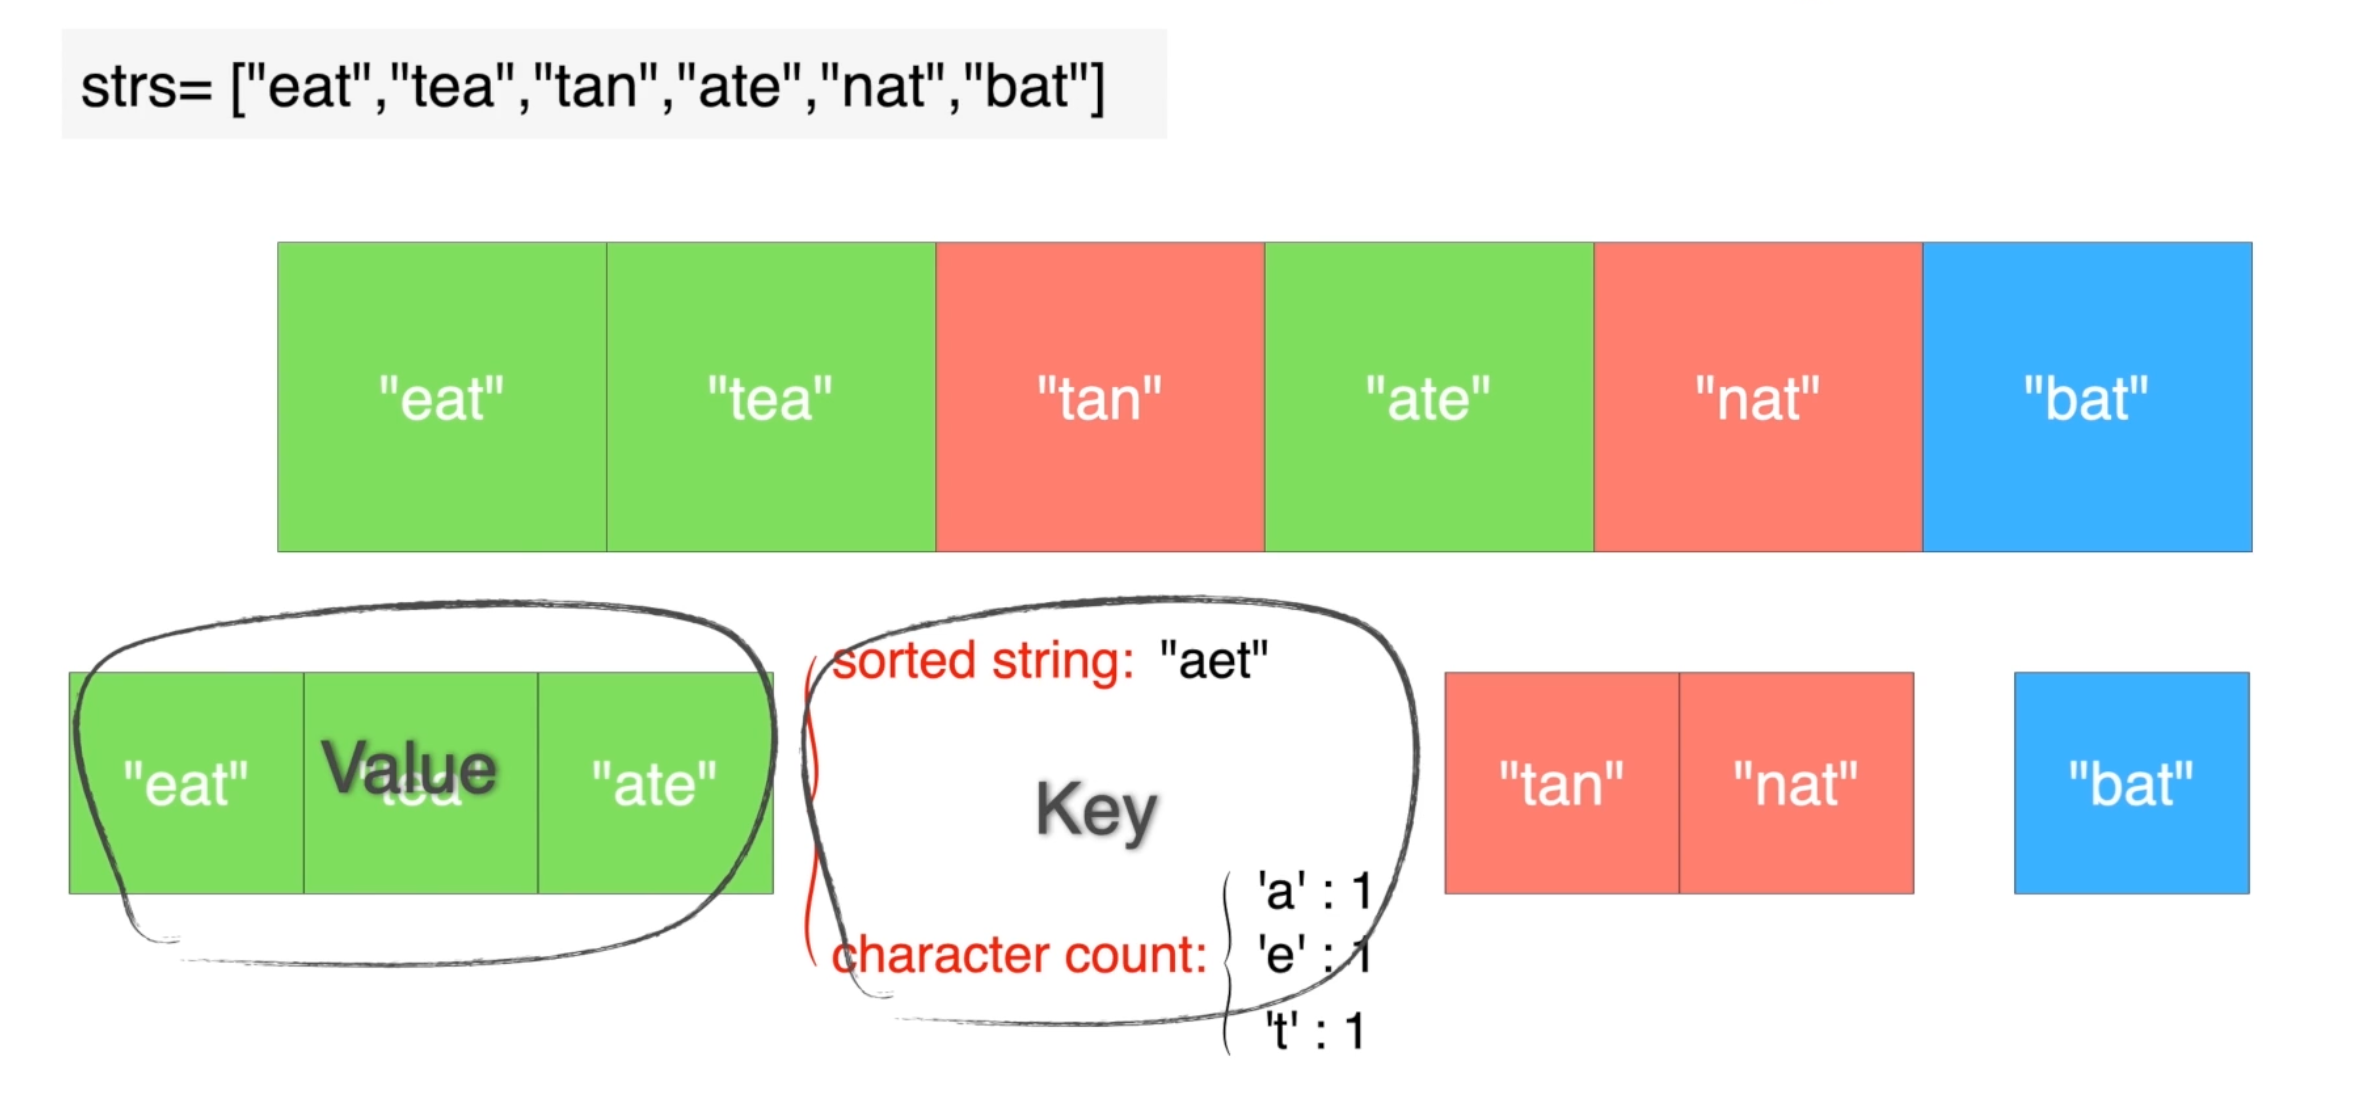 strs= ["eat","tea","tan","ate","nat","bat"]
"eat" "tea" "tan" "ate" "nat" "bat"
sorted string: "aet"
"eat" "tea" "ate"
Value
Key
"tan" "nat"
"bat"
character count:
'a' : 1
'e' : 1
't' : 1